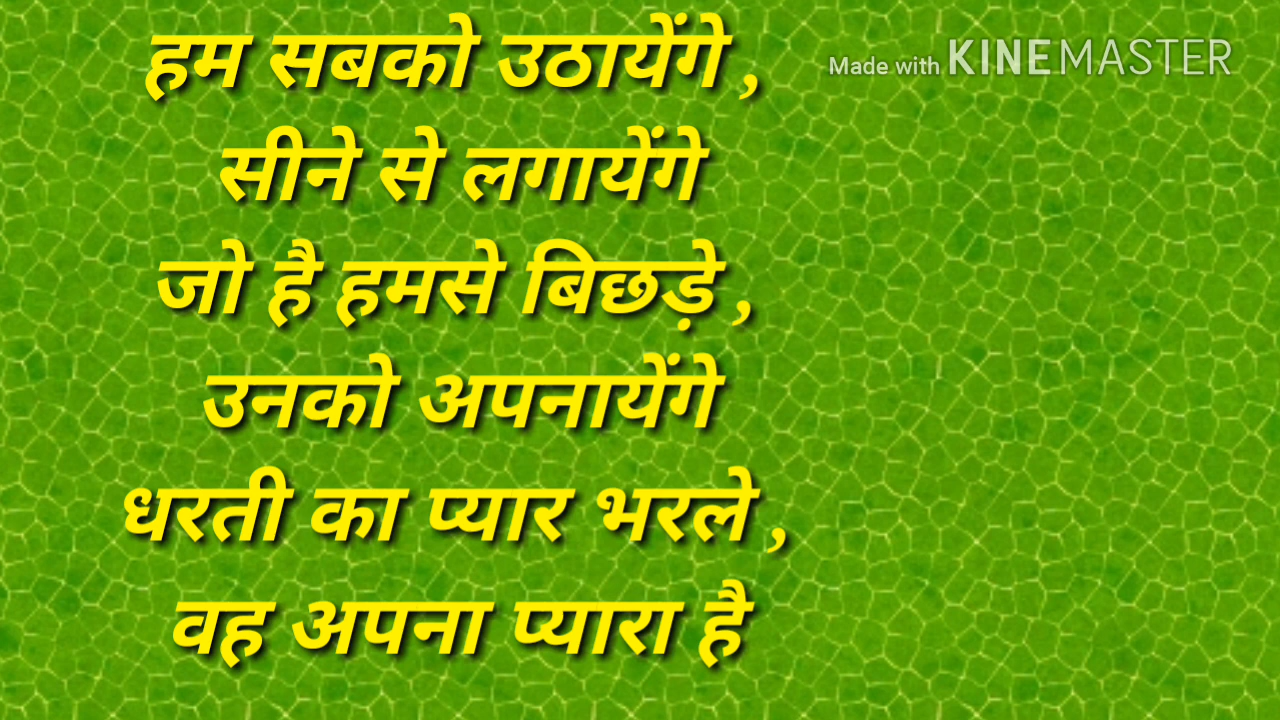 हम सबको उठायेंगे ,
Made with KINEMASTER
सीने से लगायेंगे
जो है हमसे बिछड़े ,
उनको अपनायेंगे
धरती का प्यार भरले ,
वह अपना प्यारा है